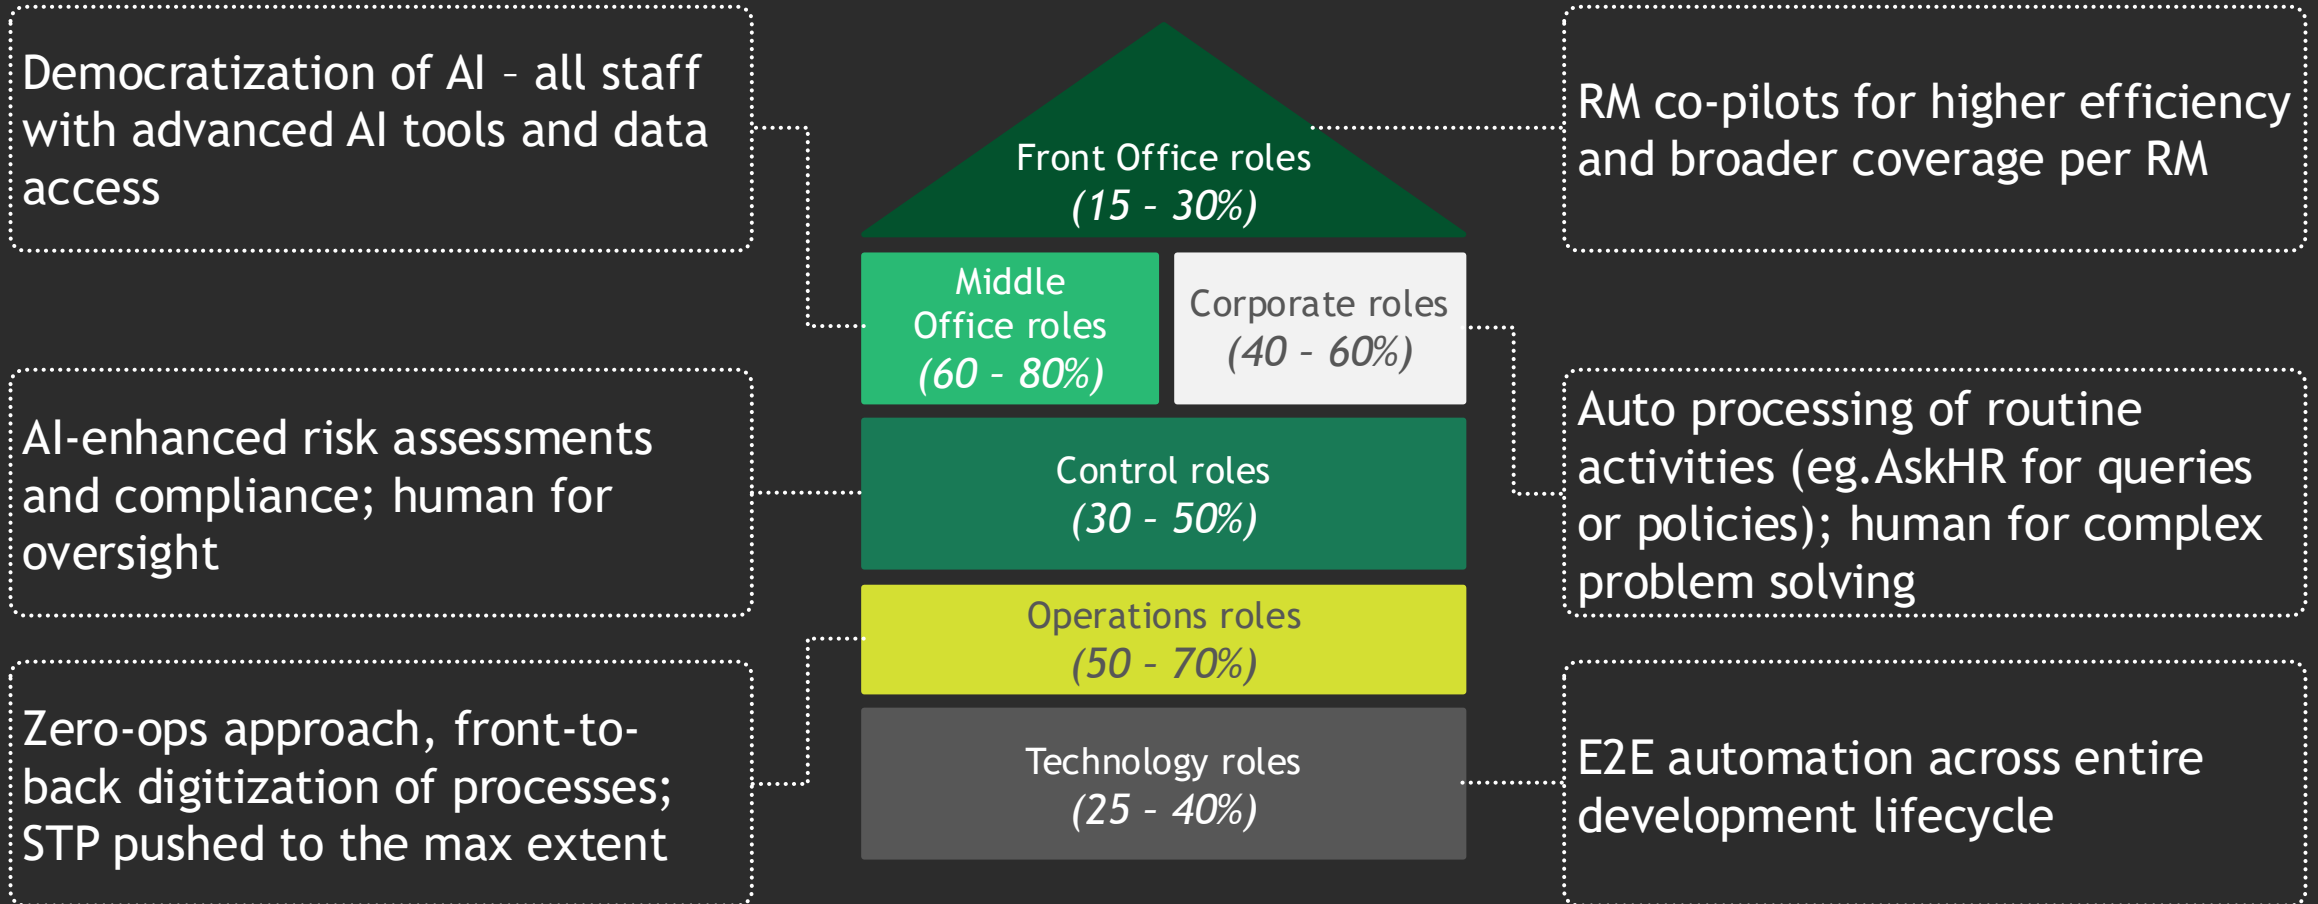 Democratization of AI – all staff
with advanced AI tools and data
access
AI-enhanced risk assessments
and compliance; human for
oversight
Zero-ops approach, front-to-
back digitization of processes;
STP pushed to the max extent
Front Office roles
(15 – 30%)
Middle
Office roles
(60 – 80%)
Corporate roles
(40 – 60%)
Control roles
(30 – 50%)
Operations roles
(50 – 70%)
Technology roles
(25 – 40%)
RM co-pilots for higher efficiency
and broader coverage per RM
Auto processing of routine
activities (eg.AskHR for queries
or policies); human for complex
problem solving
E2E automation across entire
development lifecycle